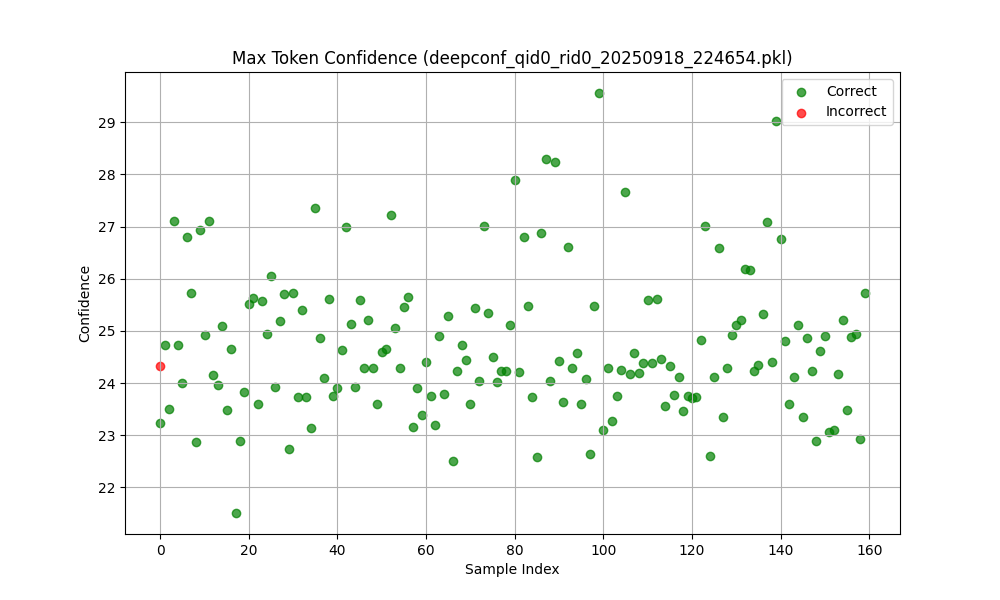 Max Token Confidence (deepconf_qid0_rid0_20250918_224654.pkl)
Correct
Incorrect
Confidence
29
28
27
26
25
24
23
22
0 20 40 60 80 100 120 140 160
Sample Index